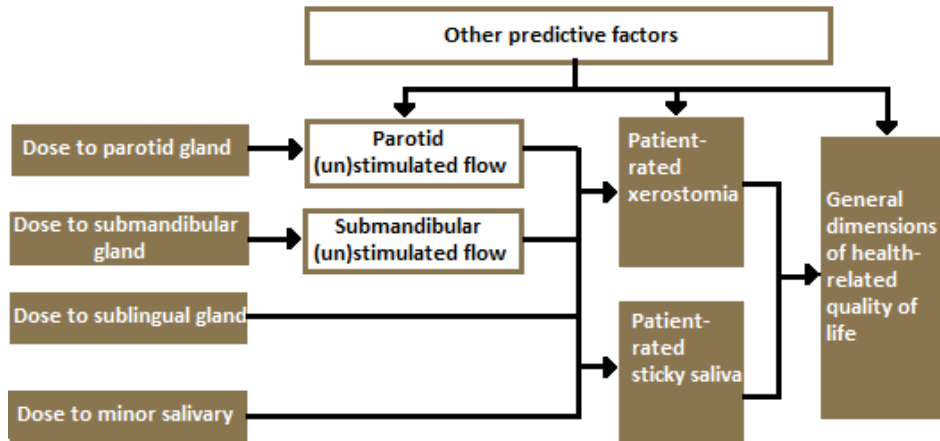 Other predictive factors
Dose to parotid gland
Parotid
(un)stimulated flow
Patient-
rated
xerostomia
General
dimensions
of health-
related
quality of
life
Dose to submandibular
gland
Submandibular
(un)stimulated flow
Dose to sublingual gland
Patient-
rated
sticky saliva
Dose to minor salivary